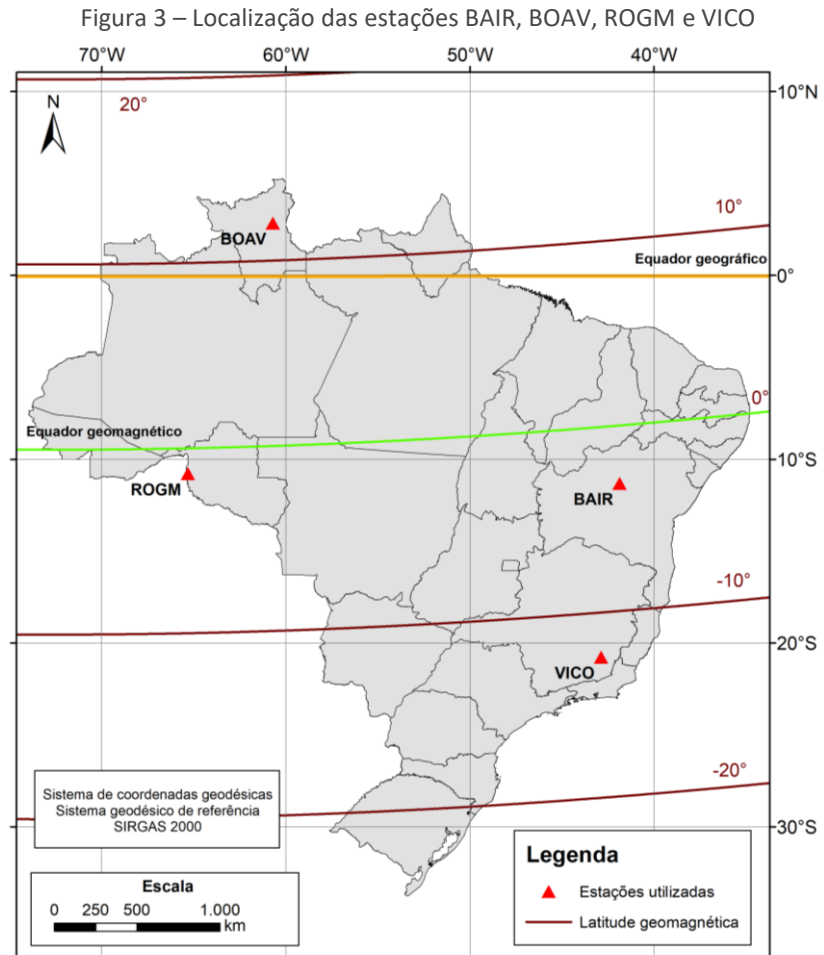 Figura 3 – Localização das estações BAIR, BOAV, ROGM e VICO
70°W 60°W 50°W 40°W
10°N
N
20°
10°
BOAV
Equador geográfico
0°
0°
Equador geomagnético
10°S
ROGM
BAIR
-10°
20°S
VICO
-20°
Sistema de coordenadas geodésicas
Sistema geodésico de referência
SIRGAS 2000
30°S
Legenda
Estações utilizadas
Latitude geomagnética
Escala
0 250 500 1.000
km